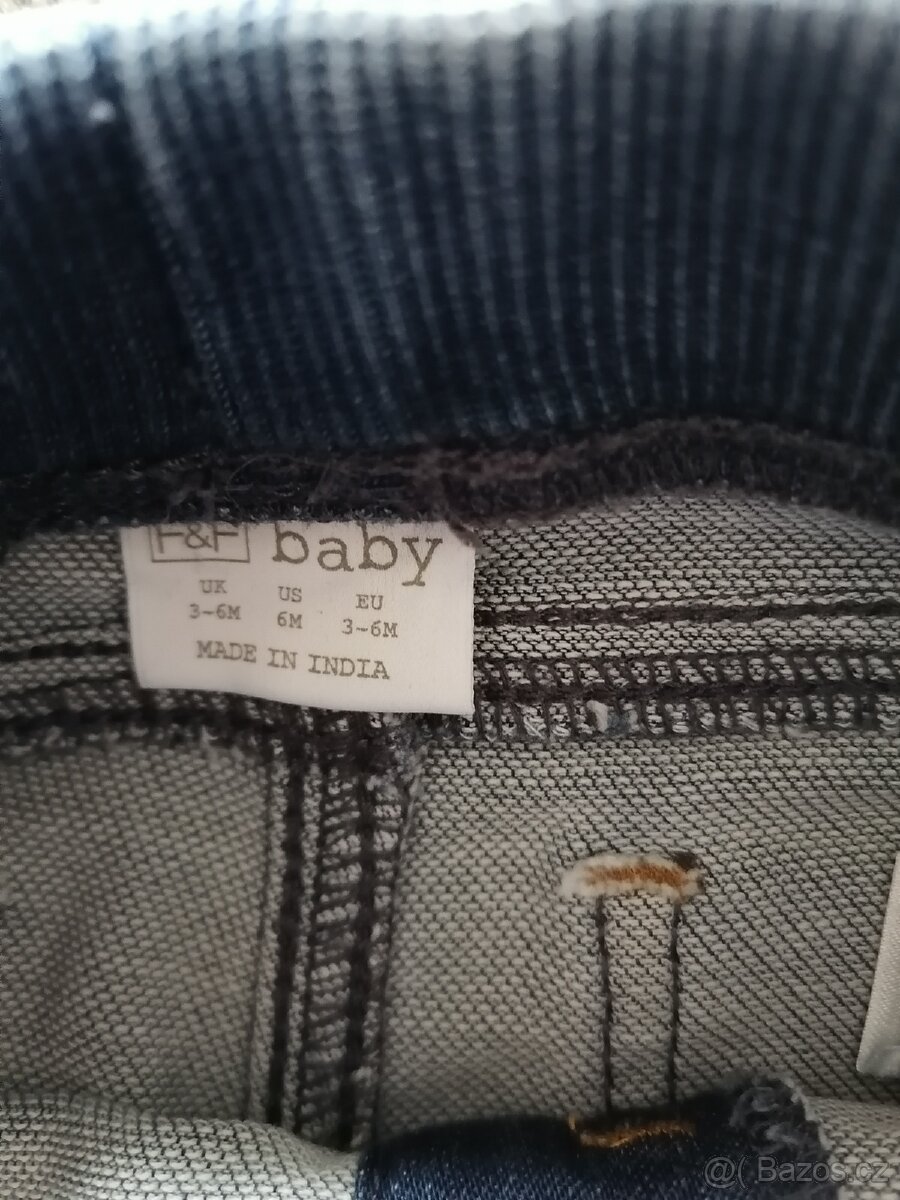 F&F baby
UK US EU
3-6M 6M 3-6M
MADE IN INDIA
@( Bazos.cz